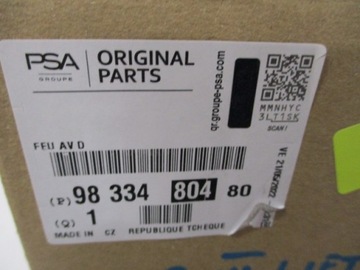 PSA
GROUPE
ORIGINAL
PARTS
qr.groupe-psa.com
MMNHYC
3LT1SK
SCAN!
FEU AV D
(P) 98 334 804 80
(Q) 1
MADE IN CZ REPUBLIQUE TCHEQUE